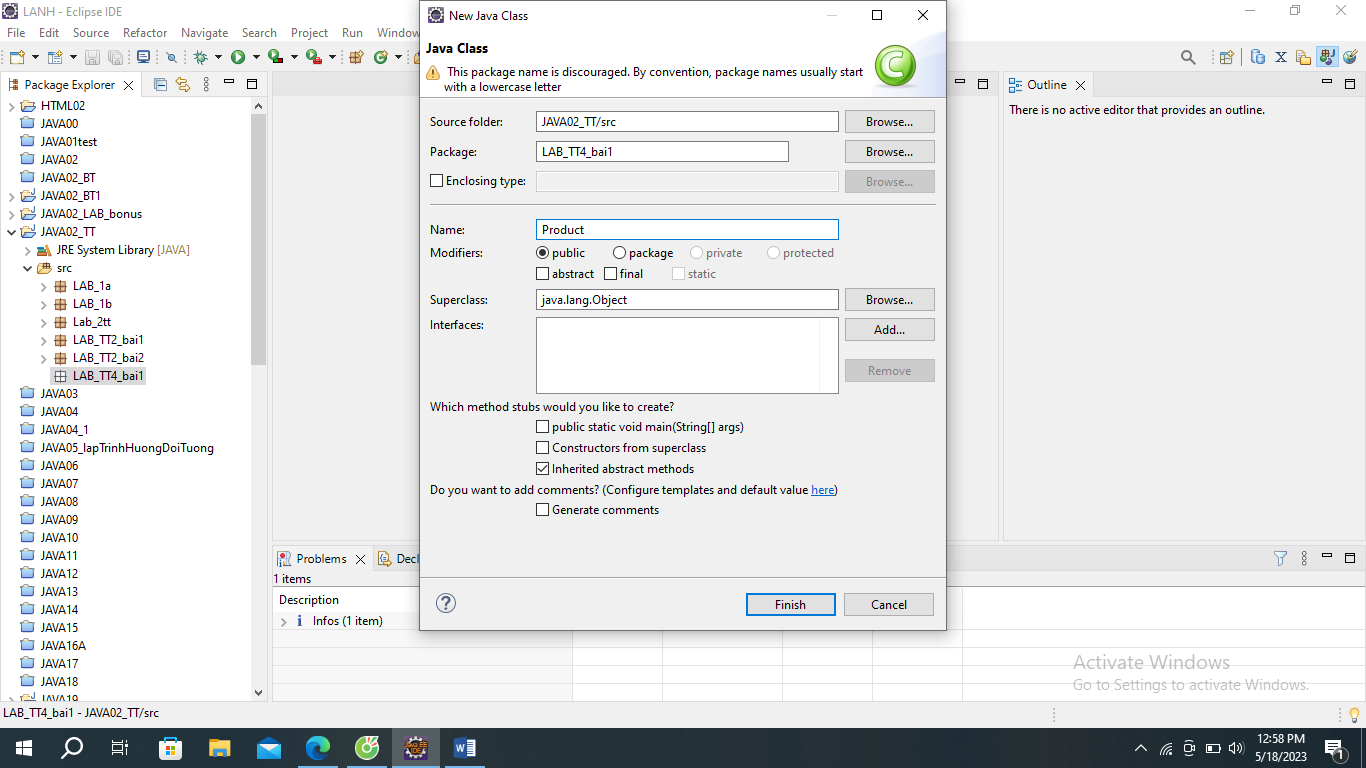 LANH - Eclipse IDE
File Edit Source Refactor Navigate Search Project Run Window
Package Explorer
HTML02
JAVA00
JAVA01test
JAVA02
JAVA02_BT
JAVA02_BT1
JAVA02_LAB_bonus
JAVA02_TT
JRE System Library [JAVA]
src
LAB_1a
LAB_1b
Lab_2tt
LAB_TT2_bai1
LAB_TT2_bai2
LAB_TT4_bai1
JAVA03
JAVA04
JAVA04_1
JAVA05_lapTrinhHuongDoiTuong
JAVA06
JAVA07
JAVA08
JAVA09
JAVA10
JAVA11
JAVA12
JAVA13
JAVA14
JAVA15
JAVA16A
JAVA17
JAVA18
JAVA19
New Java Class
Java Class
This package name is discouraged. By convention, package names usually start
with a lowercase letter
Source folder: JAVA02_TT/src Browse...
Package: LAB_TT4_bai1 Browse...
Enclosing type: Browse...
Name: Product
Modifiers: public package private protected
abstract final static
Superclass: java.lang.Object Browse...
Interfaces: Add...
Remove
Which method stubs would you like to create?
public static void main(String[] args)
Constructors from superclass
Inherited abstract methods
Do you want to add comments? (Configure templates and default value here)
Generate comments
Finish Cancel
Outline
There is no active editor that provides an outline.
Problems Decl
1 items
Description
Infos (1 item)
Activate Windows
Go to Settings to activate Windows.
LAB_TT4_bai1 - JAVA02_TT/src
12:58 PM
5/18/2023
1